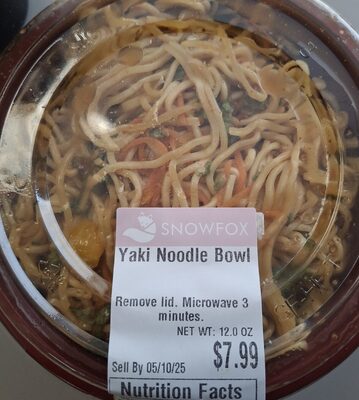 SNOWFOX
Yaki Noodle Bowl
Remove lid. Microwave 3
minutes.
NET WT: 12.0 OZ
$7.99
Sell By 05/10/25
Nutrition Facts